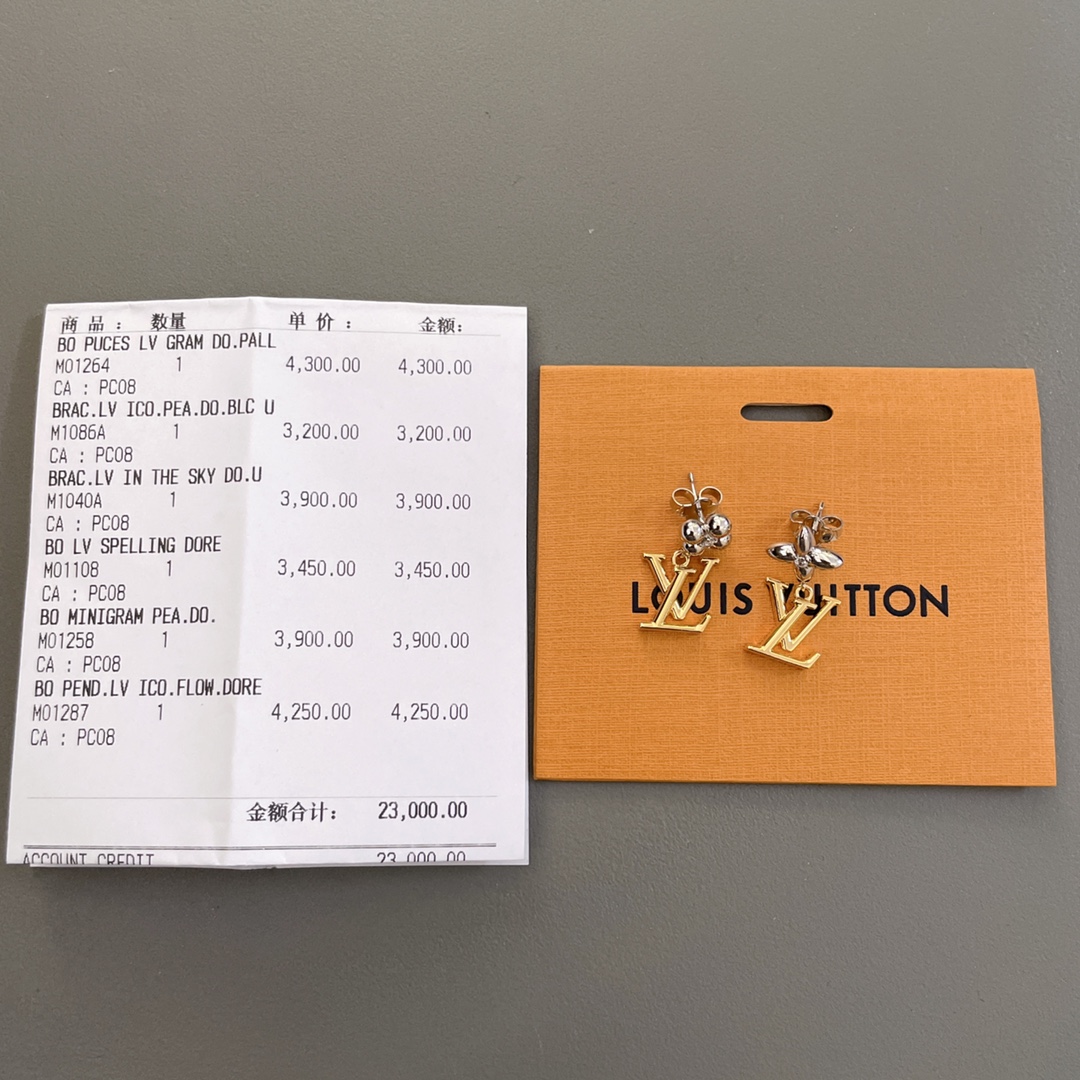 商品： 数量 单价： 金额：
BO PUCES LV GRAM DO.PALL
M01264 1 4,300.00 4,300.00
CA : PC08
BRAC.LV ICO.PEA.DO.BLC U
M1086A 1 3,200.00 3,200.00
CA : PC08
BRAC.LV IN THE SKY DO.U
M1040A 1 3,900.00 3,900.00
CA : PC08
BO LV SPELLING DORE
M01108 1 3,450.00 3,450.00
CA : PC08
BO MINIGRAM PEA.DO.
M01258 1 3,900.00 3,900.00
CA : PC08
BO PEND.LV ICO.FLOW.DORE
M01287 1 4,250.00 4,250.00
CA : PC08
金额合计： 23,000.00
ACCOUNT CREDIT 23,000.00
LOUIS VUITTON
LV
LV